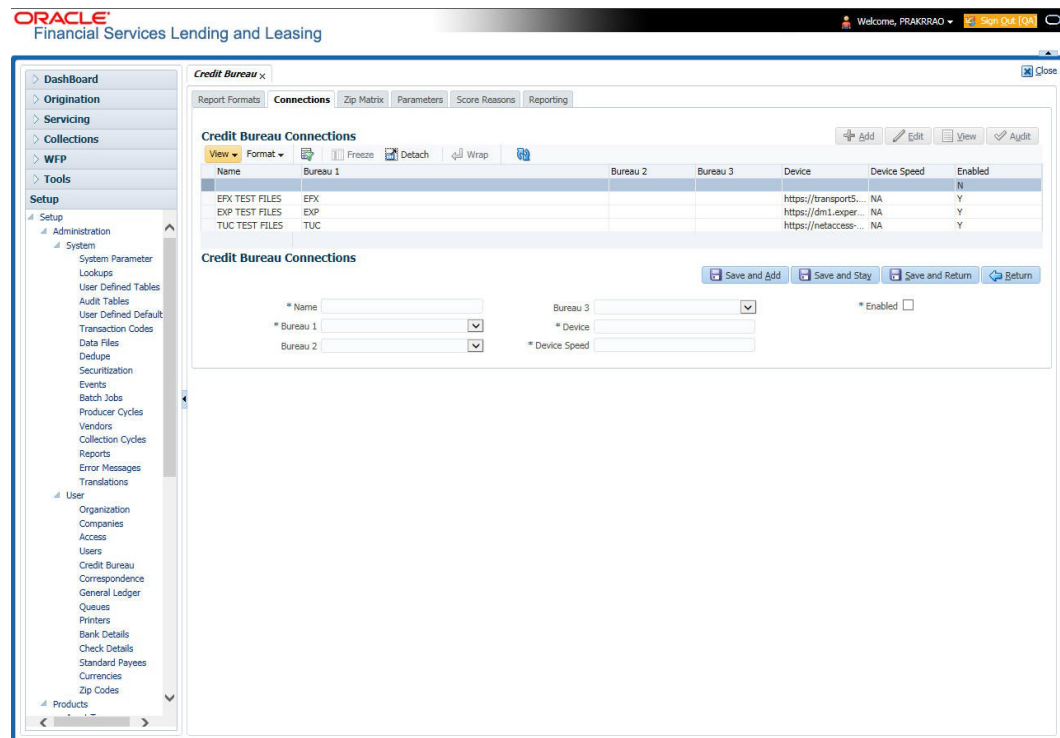 ORACLE
Financial Services Lending and Leasing
Welcome, PRAKRRAO
Sign Out [QA]
DashBoard
Origination
Servicing
Collections
WFP
Tools
Setup
Setup
Administration
System
System Parameter
Lookups
User Defined Tables
Audit Tables
User Defined Default
Transaction Codes
Data Files
Dedupe
Securitization
Events
Batch Jobs
Producer Cycles
Vendors
Collection Cycles
Reports
Error Messages
Translations
User
Organization
Companies
Access
Users
Credit Bureau
Correspondence
General Ledger
Queues
Printers
Bank Details
Check Details
Standard Payees
Currencies
Zip Codes
Products
Credit Bureau x
Close
Report Formats Connections Zip Matrix Parameters Score Reasons Reporting
Credit Bureau Connections
Add Edit View Audit
View Format Freeze Detach Wrap
Name Bureau 1 Bureau 2 Bureau 3 Device Device Speed Enabled
N
EFX TEST FILES EFX https://transport5.... NA Y
EXP TEST FILES EXP https://dm1.exper... NA Y
TUC TEST FILES TUC https://netaccess-... NA Y
Credit Bureau Connections
Save and Add Save and Stay Save and Return Return
* Name
* Bureau 1
Bureau 2
Bureau 3
* Device
* Device Speed
* Enabled